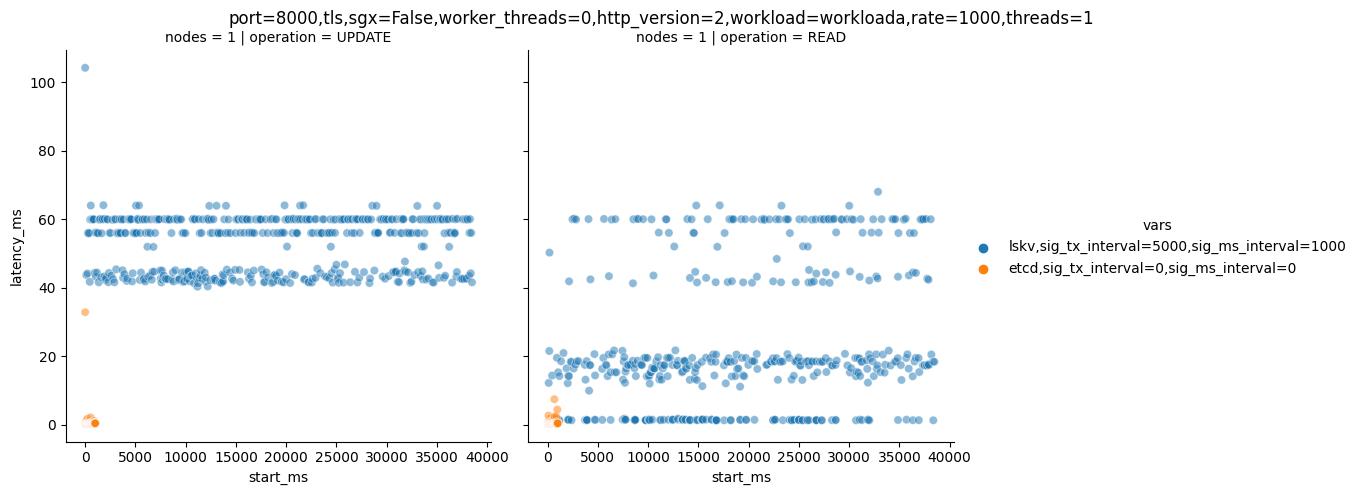 port=8000,tls,sgx=False,worker_threads=0,http_version=2,workload=workloada,rate=1000,threads=1
nodes = 1 | operation = UPDATE
nodes = 1 | operation = READ
latency_ms
100
80
60
40
20
0
0 5000 10000 15000 20000 25000 30000 35000 40000
start_ms
0 5000 10000 15000 20000 25000 30000 35000 40000
start_ms
vars
lskv,sig_tx_interval=5000,sig_ms_interval=1000
etcd,sig_tx_interval=0,sig_ms_interval=0